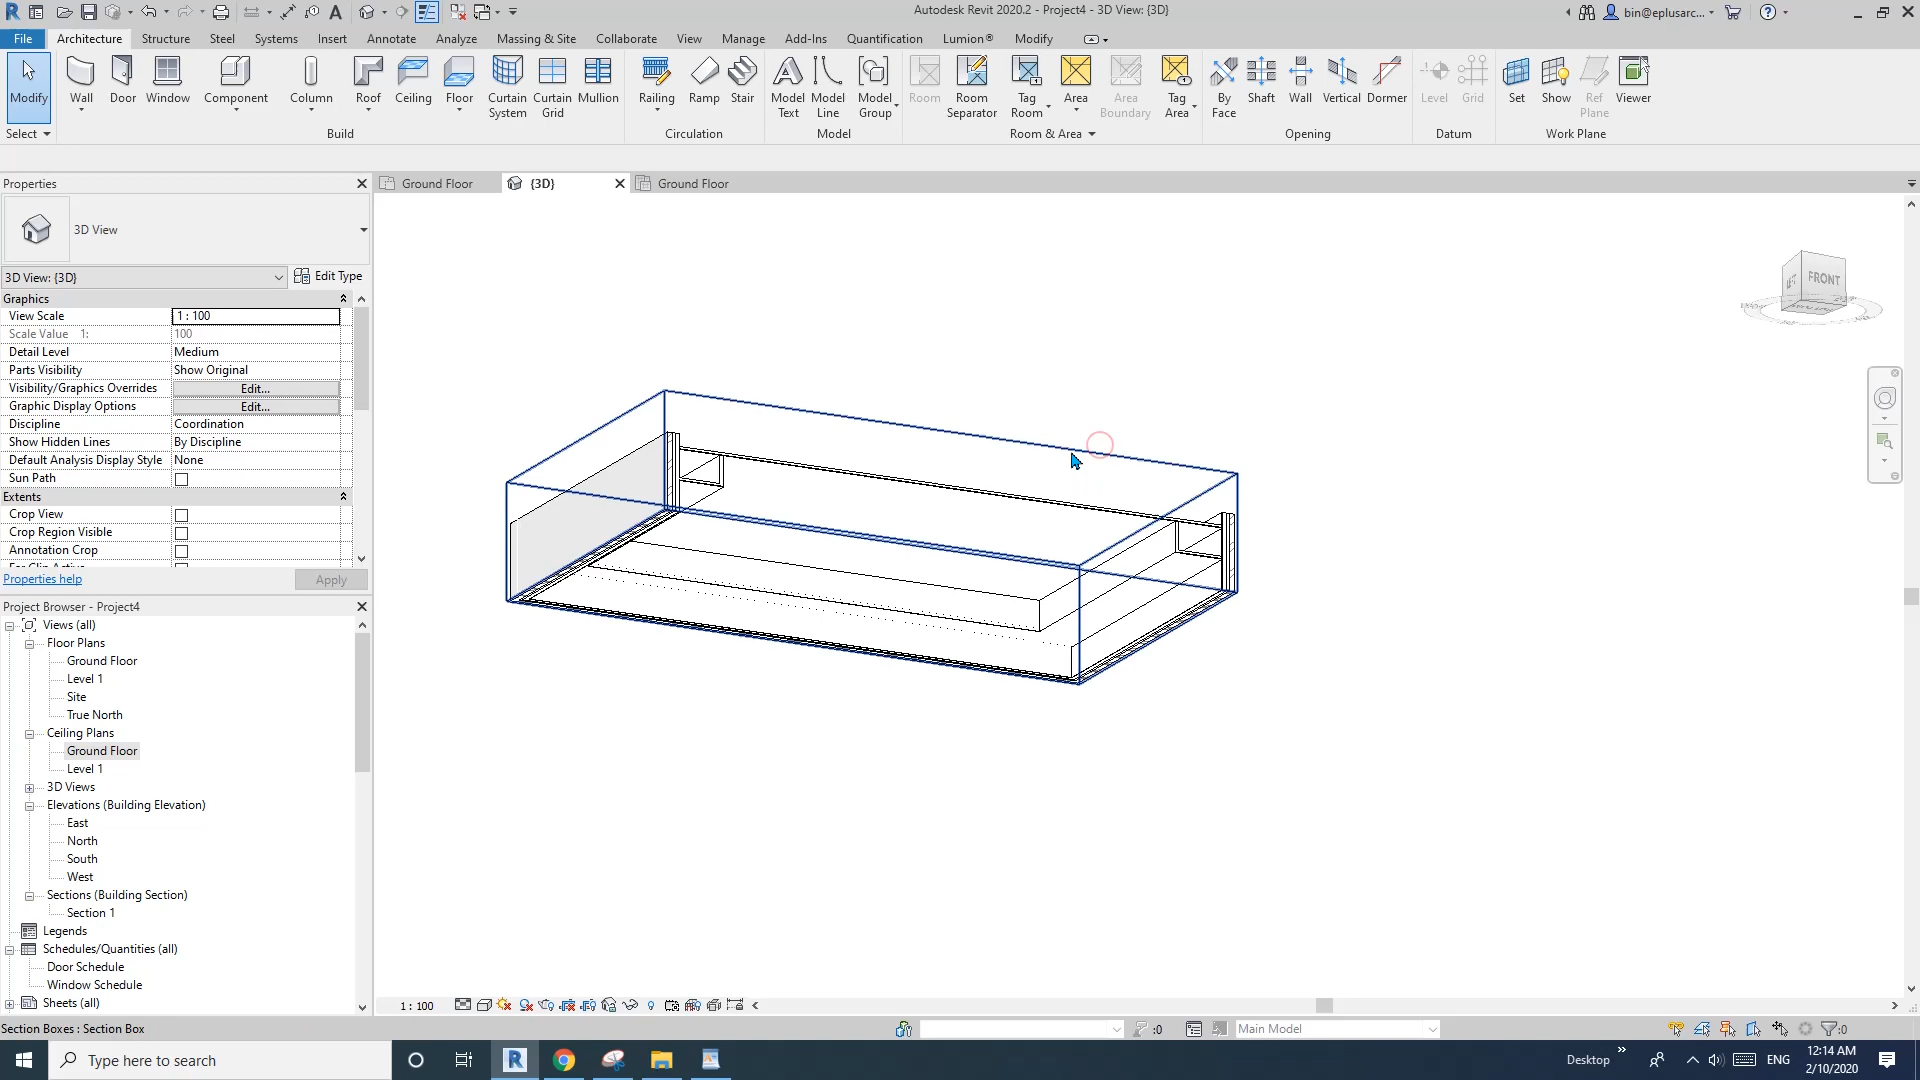 Autodesk Revit 2020.2 - Project4 - 3D View: {3D}
bin@eplusarc...
File Architecture Structure Steel Systems Insert Annotate Analyze Massing & Site Collaborate View Manage Add-Ins Quantification Lumion® Modify
Modify Wall Door Window Component Column Roof Ceiling Floor Curtain System Curtain Grid Mullion Railing Ramp Stair Model Text Model Line Model Group Room Room Separator Tag Room Area Area Boundary Tag Area By Face Shaft Wall Vertical Dormer Level Grid Set Show Ref Plane Viewer
Select Build Circulation Model Room & Area Opening Datum Work Plane
Properties
Ground Floor {3D} Ground Floor
3D View
3D View: {3D} Edit Type
Graphics
View Scale 1 : 100
Scale Value 1: 100
Detail Level Medium
Parts Visibility Show Original
Visibility/Graphics Overrides Edit...
Graphic Display Options Edit...
Discipline Coordination
Show Hidden Lines By Discipline
Default Analysis Display Style None
Sun Path
Extents
Crop View
Crop Region Visible
Annotation Crop
Properties help Apply
FRONT
Project Browser - Project4
Views (all)
Floor Plans
Ground Floor
Level 1
Site
True North
Ceiling Plans
Ground Floor
Level 1
3D Views
Elevations (Building Elevation)
East
North
South
West
Sections (Building Section)
Section 1
Legends
Schedules/Quantities (all)
Door Schedule
Window Schedule
Sheets (all)
1 : 100
Section Boxes : Section Box
:0
Main Model
:0
Type here to search
Desktop
ENG
12:14 AM
2/10/2020